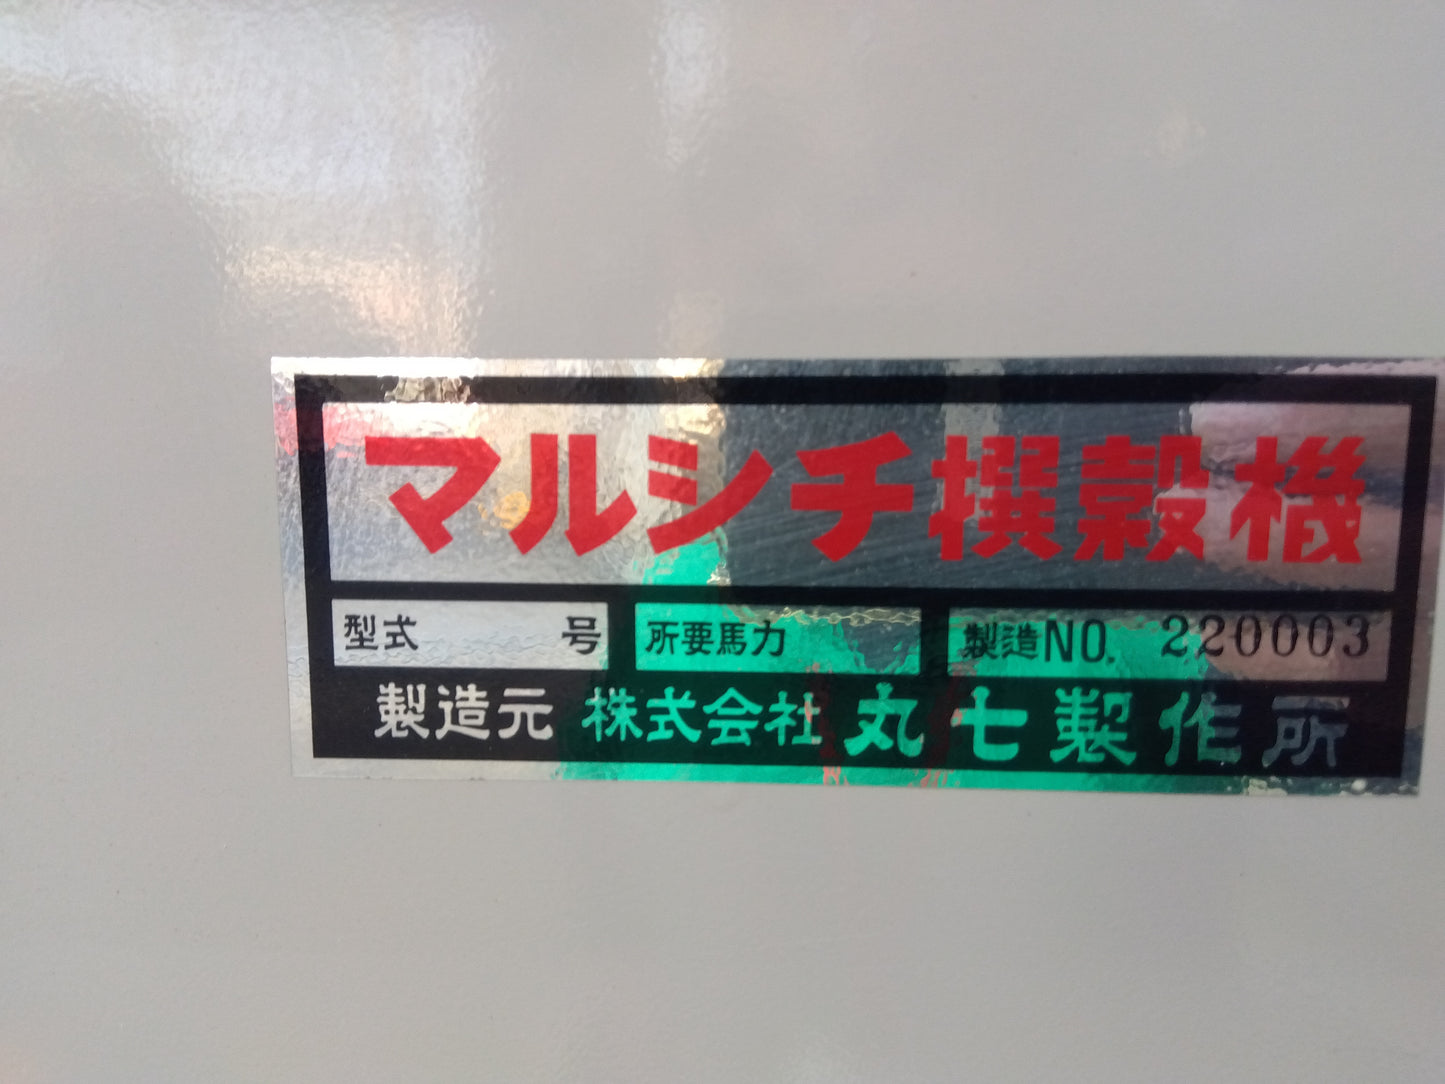 マルシチ撰穀機
型式 号 所要馬力 製造NO. 220003
製造元 株式会社 丸七製作所